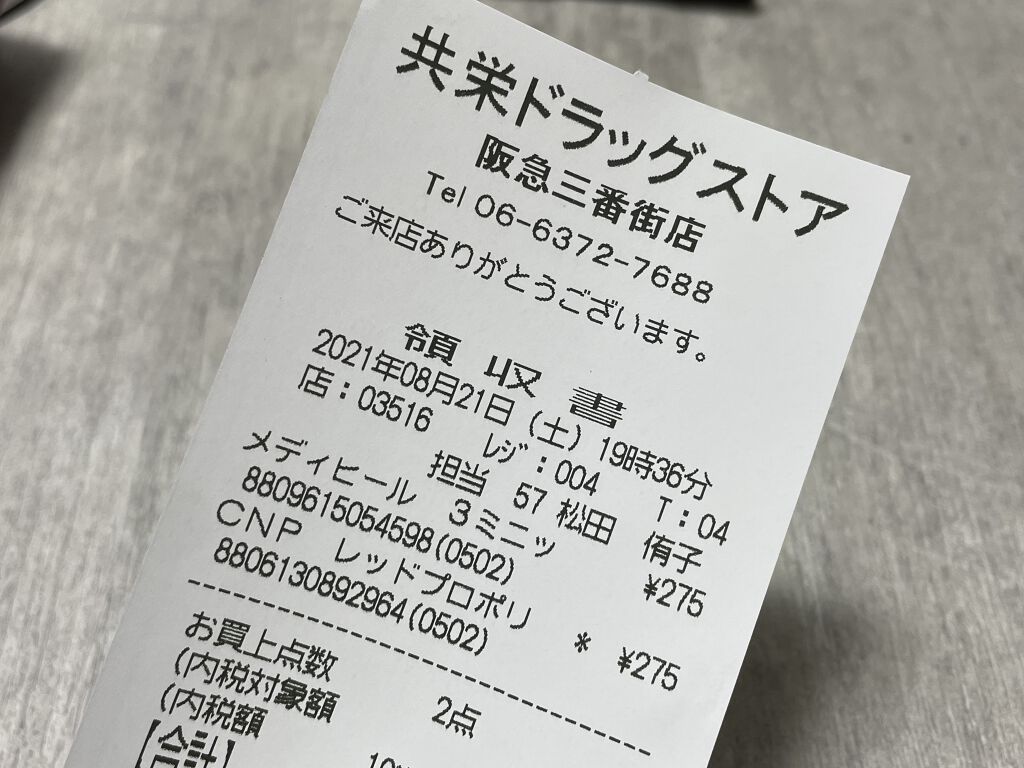 共栄ドラッグストア
阪急三番街店
Tel 06-6372-7688
ご来店ありがとうございます。
領 収 書
2021年08月21日 (土) 19時36分
店:03516 レジ:004 T:04
担当 57 松田 侑子
メディヒール 3ミニッ
8809615054598(0502) ¥275
CNP レッドプロポリ
8806130892964(0502) * ¥275
お買上点数 2点
(内税対象額
(内税額
【合計】